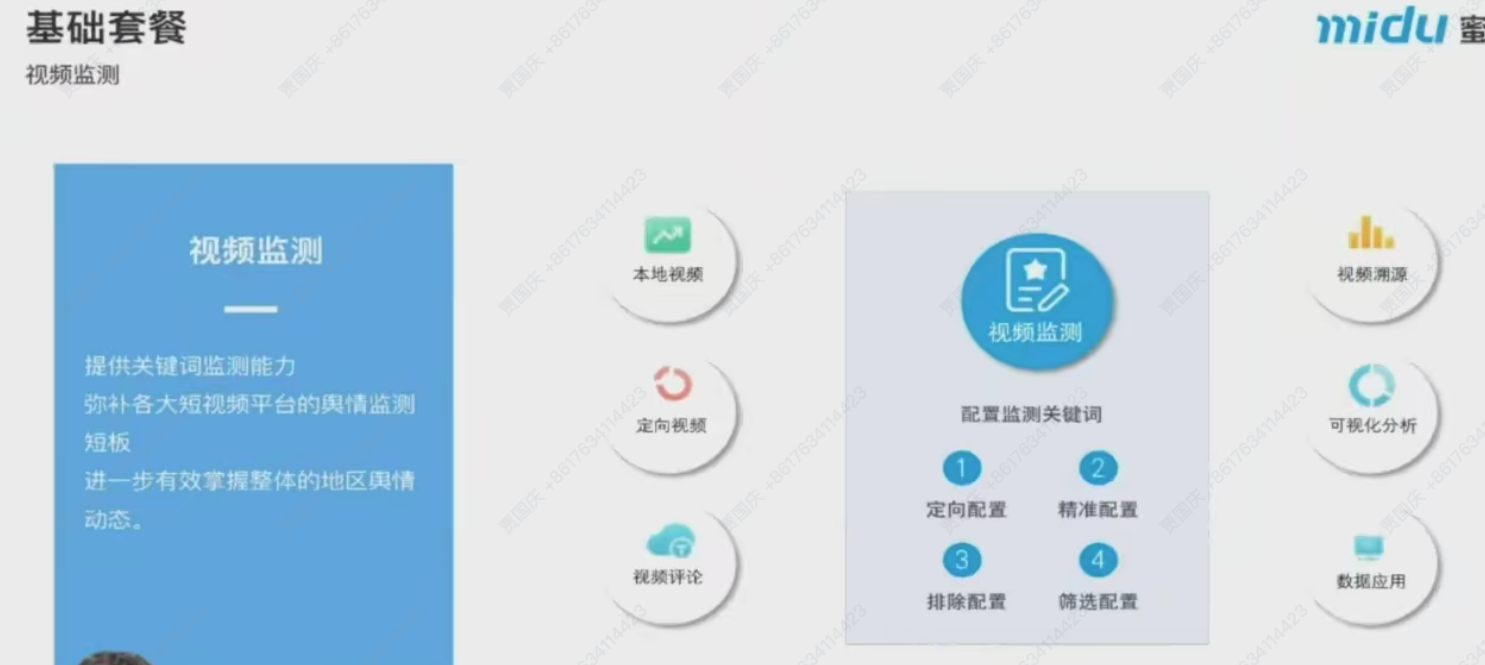 基础套餐
视频监测
midu 蜜
视频监测
提供关键词监测能力
弥补各大短视频平台的舆情监测
短板
进一步有效掌握整体的地区舆情
动态。
本地视频
定向视频
视频评论
视频监测
配置监测关键词
1 2
定向配置 精准配置
3 4
排除配置 筛选配置
视频溯源
可视化分析
数据应用
贾国庆 +8617634114423